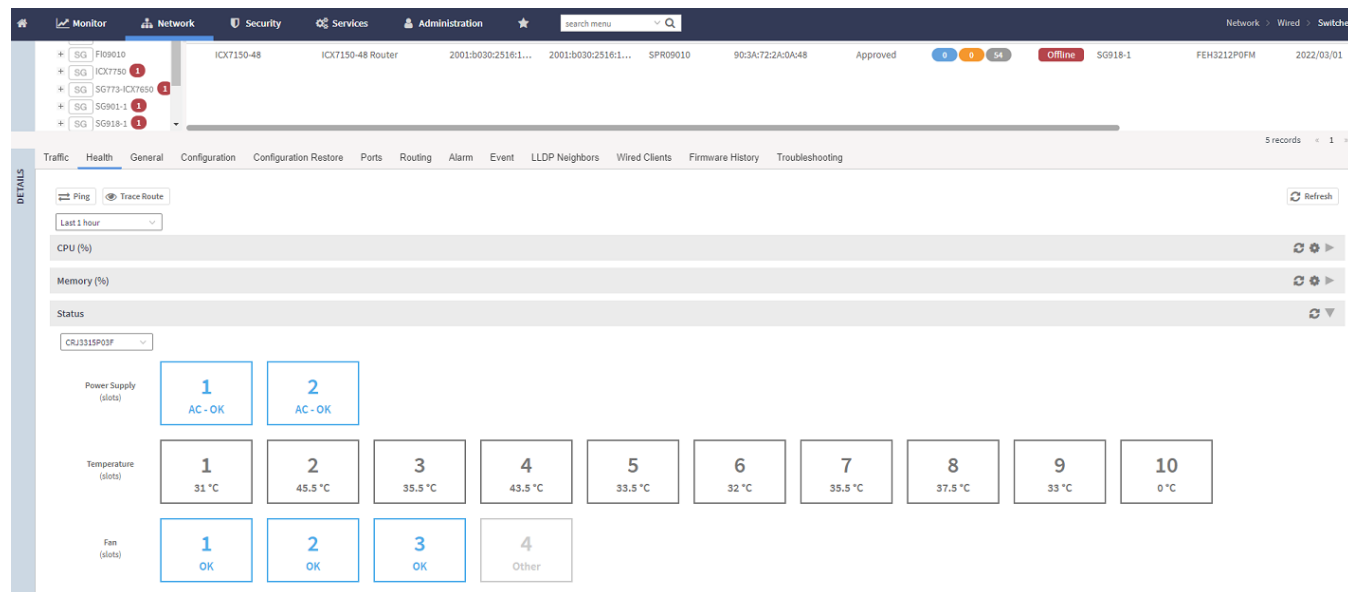 Monitor Network Security Services Administration search menu Network > Wired > Switche
+ SG FI09010 ICX7150-48 ICX7150-48 Router 2001:b030:2516:1... 2001:b030:2516:1... SPR09010 90:3A:72:2A:0A:48 Approved 0 0 54 Offline SG918-1 FEH3212P0FM 2022/03/01
+ SG ICX7750 1
+ SG SG773-ICX7650 1
+ SG SG901-1 1
+ SG SG918-1 1
5 records 1
Traffic Health General Configuration Configuration Restore Ports Routing Alarm Event LLDP Neighbors Wired Clients Firmware History Troubleshooting
DETAILS
Ping Trace Route Refresh
Last 1 hour
CPU (%)
Memory (%)
Status
CRJ3315P03F
Power Supply
(slots)
1 2
AC - OK AC - OK
Temperature
(slots)
1 2 3 4 5 6 7 8 9 10
31 °C 45.5 °C 35.5 °C 43.5 °C 33.5 °C 32 °C 35.5 °C 37.5 °C 33 °C 0 °C
Fan
(slots)
1 2 3 4
OK OK OK Other